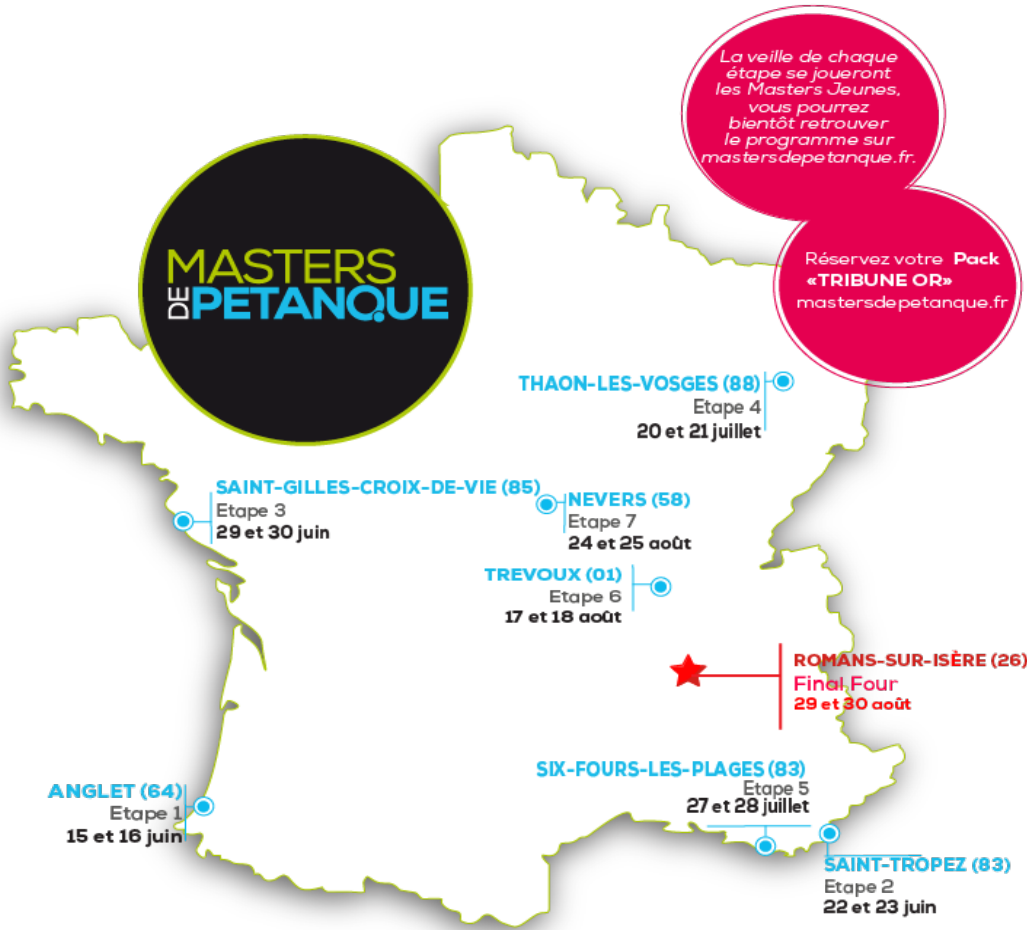 La veille de chaque
étape se joueront
les Masters Jeunes,
vous pourrez
bientôt retrouver
le programme sur
mastersdepetanque.fr.
Réservez votre Pack
«TRIBUNE OR»
mastersdepetanque.fr
MASTERS
DE PETANQUE
THAON-LES-VOSGES (88)
Etape 4
20 et 21 juillet
SAINT-GILLES-CROIX-DE-VIE (85)
Etape 3
29 et 30 juin
NEVERS (58)
Etape 7
24 et 25 août
TREVOUX (01)
Etape 6
17 et 18 août
ROMANS-SUR-ISÈRE (26)
Final Four
29 et 30 août
SIX-FOURS-LES-PLAGES (83)
Etape 5
27 et 28 juillet
ANGLET (64)
Etape 1
15 et 16 juin
SAINT-TROPEZ (83)
Etape 2
22 et 23 juin